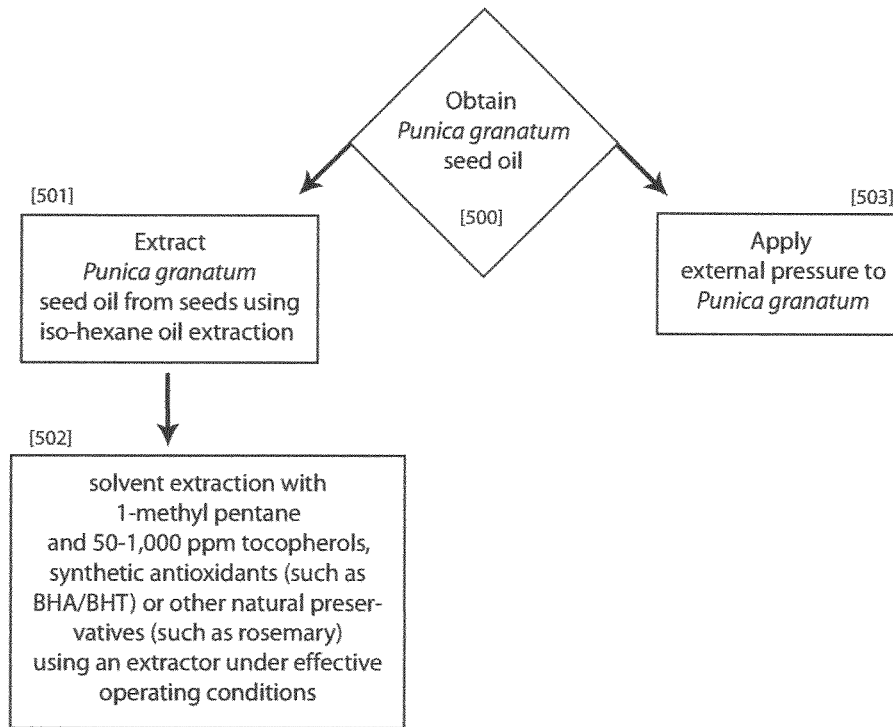 Obtain
Punica granatum
seed oil
[500]
[501]
Extract
Punica granatum
seed oil from seeds using
iso-hexane oil extraction
[503]
Apply
external pressure to
Punica granatum
[502]
solvent extraction with
1-methyl pentane
and 50-1,000 ppm tocopherols,
synthetic antioxidants (such as
BHA/BHT) or other natural preser-
vatives (such as rosemary)
using an extractor under effective
operating conditions